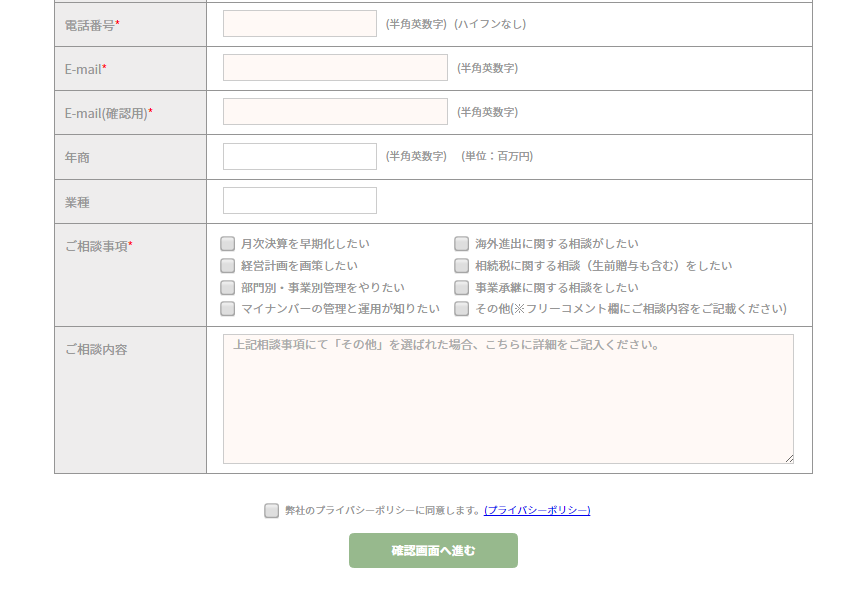 電話番号* (半角英数字) (ハイフンなし)
E-mail* (半角英数字)
E-mail(確認用)* (半角英数字)
年商 (半角英数字) (単位：百万円)
業種
ご相談事項* 月次決算を早期化したい 海外進出に関する相談がしたい
経営計画を画策したい 相続税に関する相談（生前贈与も含む）をしたい
部門別・事業別管理をやりたい 事業承継に関する相談をしたい
マイナンバーの管理と運用が知りたい その他(※フリーコメント欄にご相談内容をご記載ください)
ご相談内容 上記相談事項にて「その他」を選ばれた場合、こちらに詳細をご記入ください。
弊社のプライバシーポリシーに同意します。(プライバシーポリシー)
確認画面へ進む